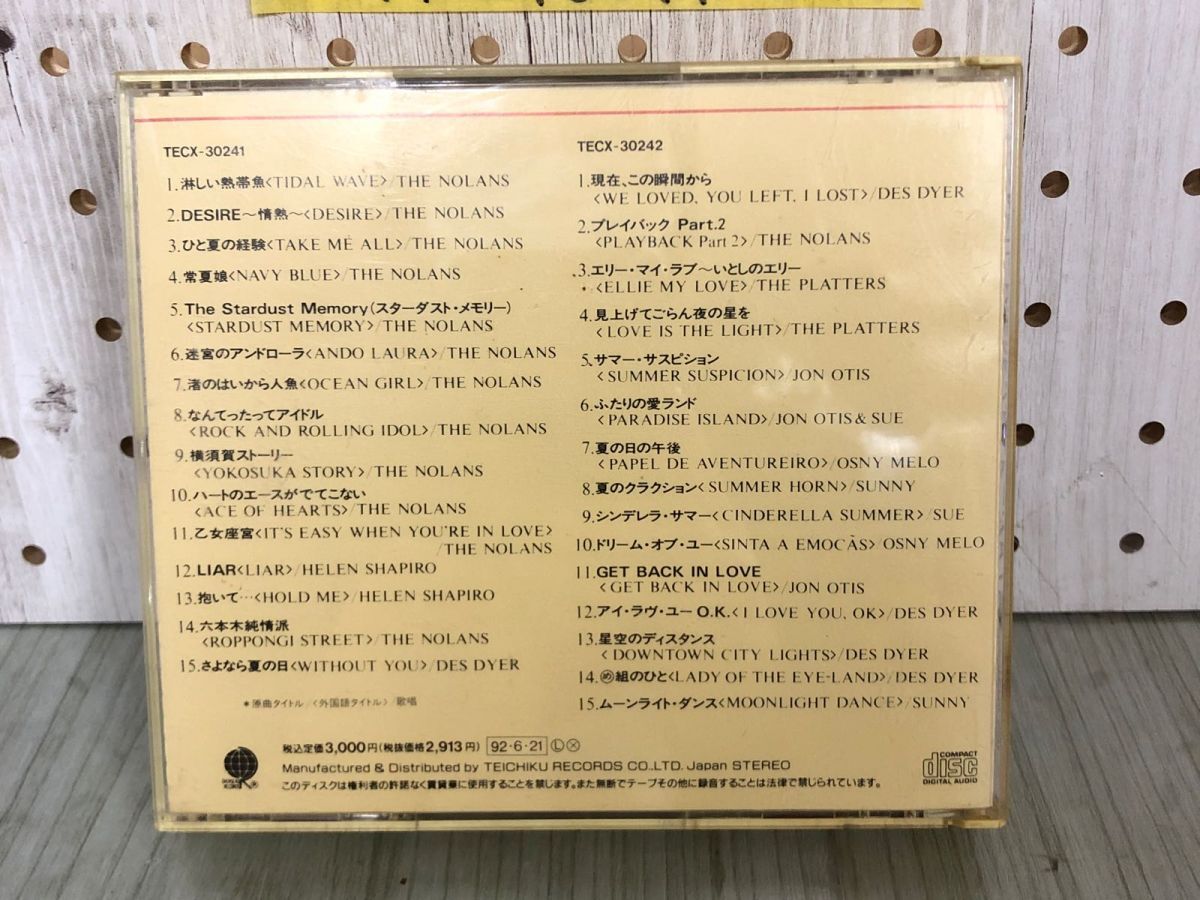 TECX-30241
1.淋しい熱帯魚〈TIDAL WAVE〉/THE NOLANS
2.DESIRE〜情熱〜〈DESIRE〉/THE NOLANS
3.ひと夏の経験〈TAKE ME ALL〉/THE NOLANS
4.常夏娘〈NAVY BLUE〉/THE NOLANS
5.The Stardust Memory(スターダスト・メモリー)
〈STARDUST MEMORY〉/THE NOLANS
6.迷宮のアンドローラ〈ANDO LAURA〉/THE NOLANS
7.渚のはいから人魚〈OCEAN GIRL〉/THE NOLANS
8.なんてったってアイドル
〈ROCK AND ROLLING IDOL〉/THE NOLANS
9.横須賀ストーリー
〈YOKOSUKA STORY〉/THE NOLANS
10.ハートのエースがでてこない
〈ACE OF HEARTS〉/THE NOLANS
11.乙女座宮〈IT'S EASY WHEN YOU'RE IN LOVE〉
/THE NOLANS
12.LIAR〈LIAR〉/HELEN SHAPIRO
13.抱いて…〈HOLD ME〉/HELEN SHAPIRO
14.六本木純情派
〈ROPPONGI STREET〉/THE NOLANS
15.さよなら夏の日〈WITHOUT YOU〉/DES DYER
*原曲タイトル/〈外国語タイトル〉/歌唱
TECX-30242
1.現在、この瞬間から
〈WE LOVED, YOU LEFT, I LOST〉/DES DYER
2.プレイバック Part.2
〈PLAYBACK Part 2〉/THE NOLANS
3.エリー・マイ・ラブ〜いとしのエリー
〈ELLIE MY LOVE〉/THE PLATTERS
4.見上げてごらん夜の星を
〈LOVE IS THE LIGHT〉/THE PLATTERS
5.サマー・サスピション
〈SUMMER SUSPICION〉/JON OTIS
6.ふたりの愛ランド
〈PARADISE ISLAND〉/JON OTIS & SUE
7.夏の日の午後
〈PAPEL DE AVENTUREIRO〉/OSNY MELO
8.夏のクラクション〈SUMMER HORN〉/SUNNY
9.シンデレラ・サマー〈CINDERELLA SUMMER〉/SUE
10.ドリーム・オブ・ユー〈SINTA A EMOCÃS〉/OSNY MELO
11.GET BACK IN LOVE
〈GET BACK IN LOVE〉/JON OTIS
12.アイ・ラヴ・ユー O.K.〈I LOVE YOU, OK〉/DES DYER
13.星空のディスタンス
〈DOWNTOWN CITY LIGHTS〉/DES DYER
14.め組のひと〈LADY OF THE EYE-LAND〉/DES DYER
15.ムーンライト・ダンス〈MOONLIGHT DANCE〉/SUNNY
税込定価3,000円(税抜価格2,913円) 92・6・21 Ⓛ Ⓧ
Manufactured & Distributed by TEICHIKU RECORDS CO.,LTD. Japan STEREO
このディスクは権利者の許諾なく賃貸業に使用することを禁じます。また無断でテープその他に録音することは法律で禁じられています。
COMPACT
disc
DIGITAL AUDIO